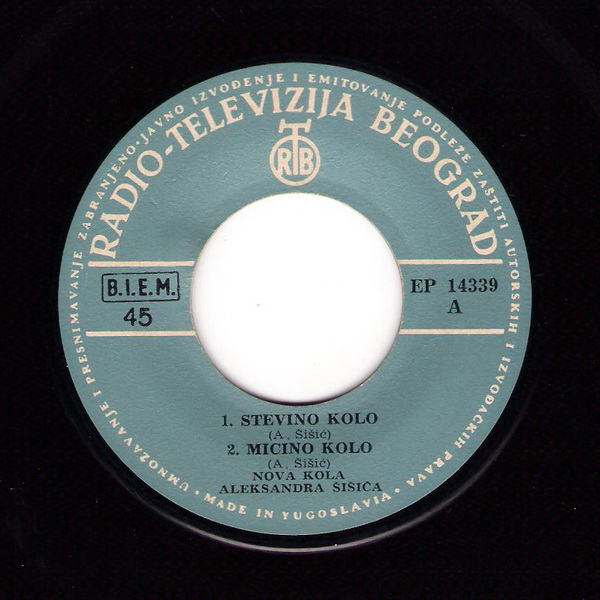 UMNOŽAVANJE I PRESNIMAVANJE ZABRANJENO · JAVNO IZVOĐENJE I EMITOVANJE PODLEŽE ZAŠTITI AUTORSKIH I IZVOĐAČKIH PRAVA ·
RADIO-TELEVIZIJA BEOGRAD
RTB
B.I.E.M.
45
EP 14339
A
1. STEVINO KOLO
(A. Šišić)
2. MICINO KOLO
(A. Šišić)
NOVA KOLA
ALEKSANDRA ŠIŠIĆA
· MADE IN YUGOSLAVIA ·